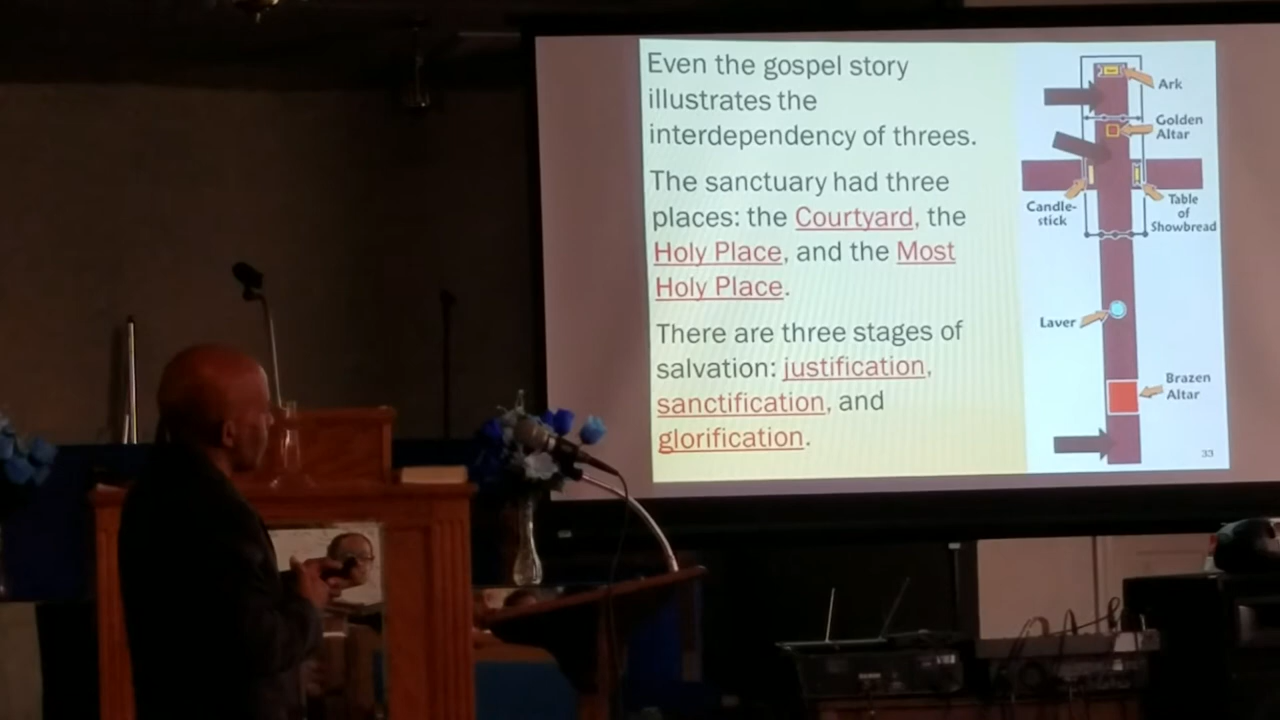 Even the gospel story
illustrates the
interdependency of threes.
The sanctuary had three
places: the Courtyard, the
Holy Place, and the Most
Holy Place.
There are three stages of
salvation: justification,
sanctification, and
glorification.
Ark
Golden
Altar
Candle-
stick
Table
of
Showbread
Laver
Brazen
Altar
33